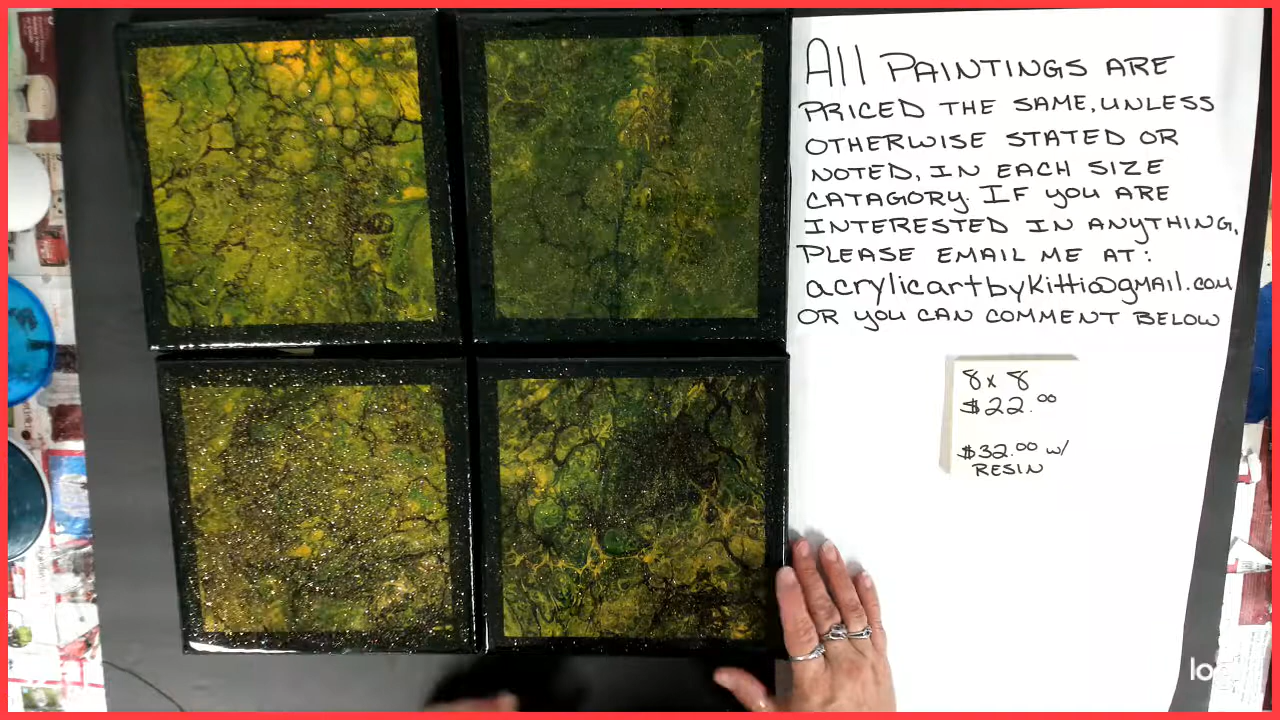 All PAINTINGS ARE
PRICED THE SAME, UNLESS
OTHERWISE STATED OR
NOTED, IN EACH SIZE
CATAGORY. IF YOU ARE
INTERESTED IN ANYTHING,
PLEASE EMAIL ME AT:
acrylicartbyKitti@gmail.com
OR YOU CAN COMMENT BELOW
8 x 8
$22.00
$32.00 w/
RESIN